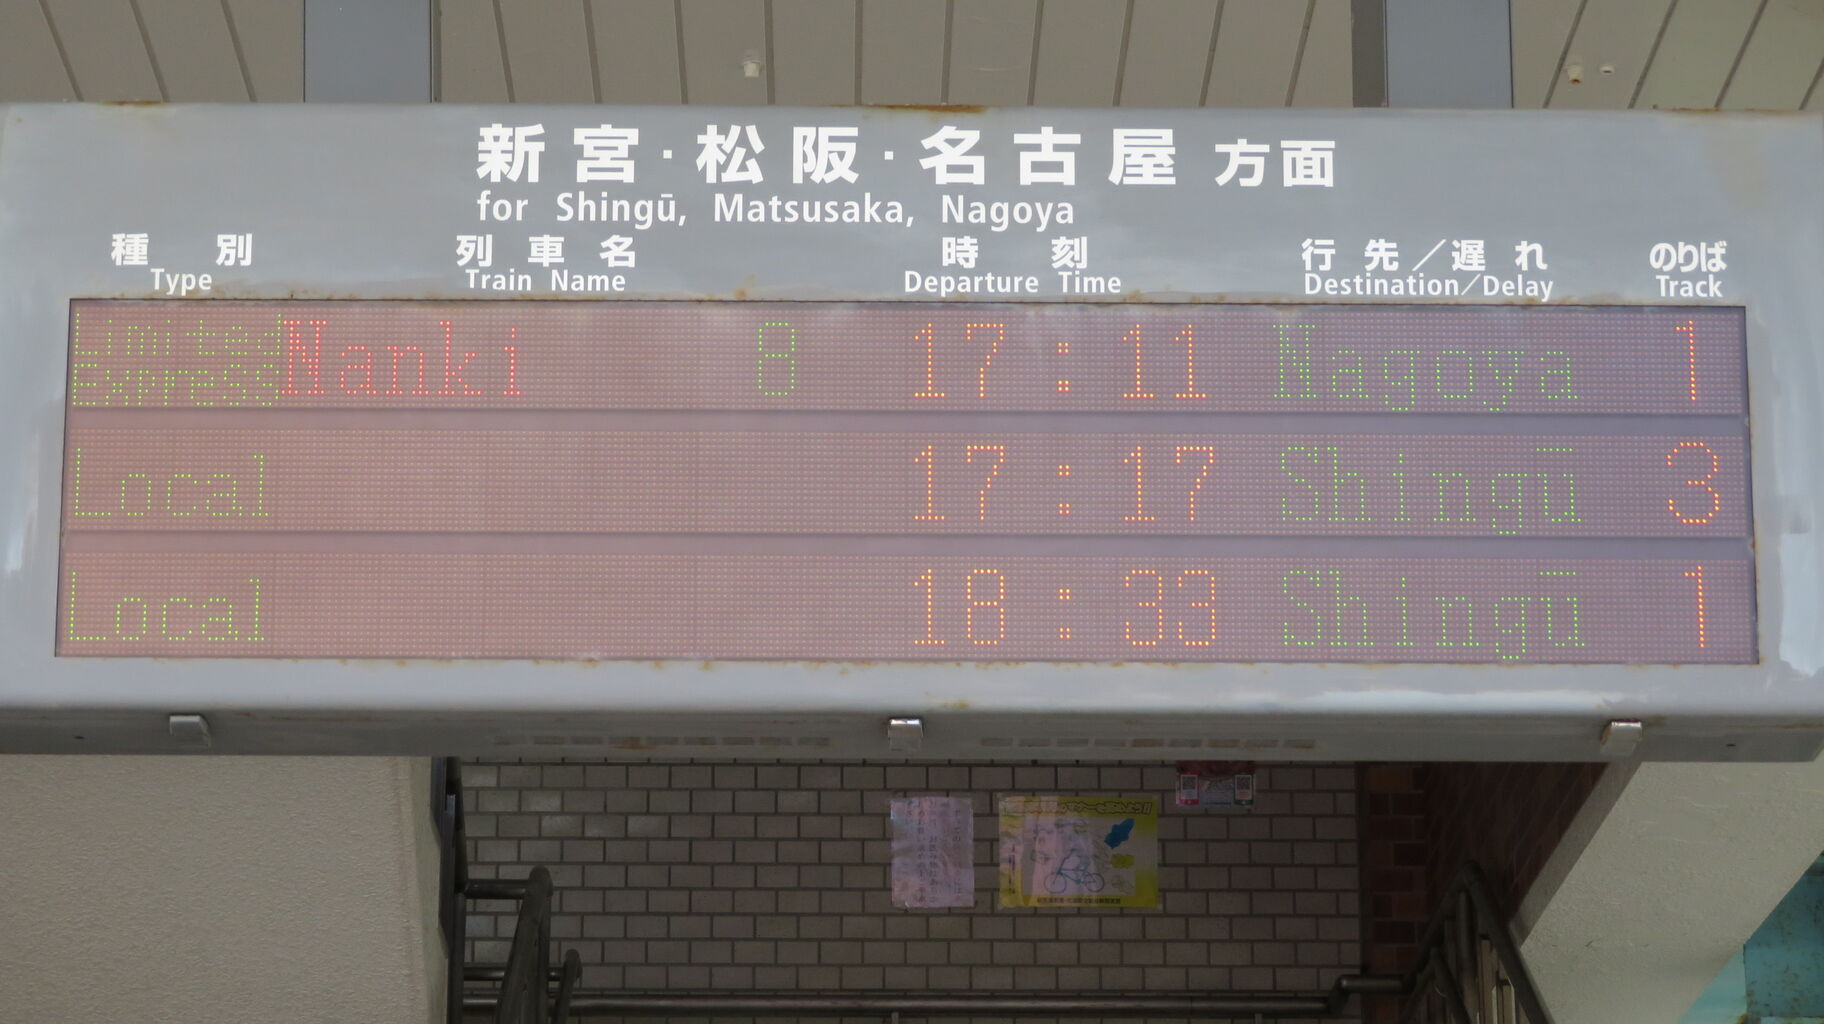 新宮・松阪・名古屋 方面
for Shingū, Matsusaka, Nagoya
種別 列車名 時刻 行先／遅れ のりば
Type Train Name Departure Time Destination/Delay Track
Limited Express Nanki 8 17:11 Nagoya 1
Local 17:17 Shingū 3
Local 18:33 Shingū 1